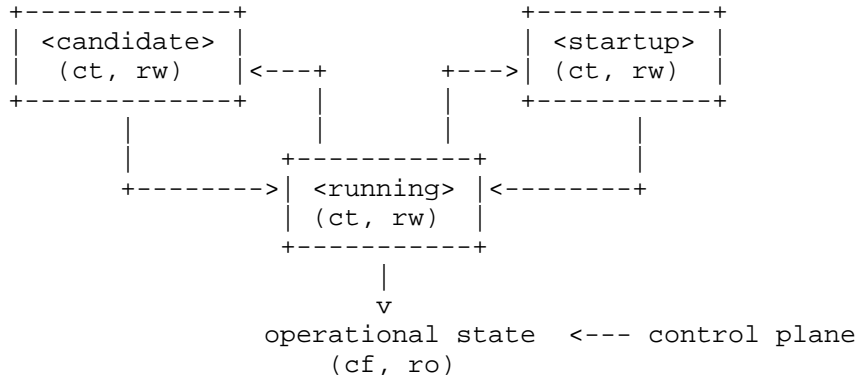 <candidate> <startup>
(ct, rw) (ct, rw)
<running>
(ct, rw)
operational state <--- control plane
(cf, ro)